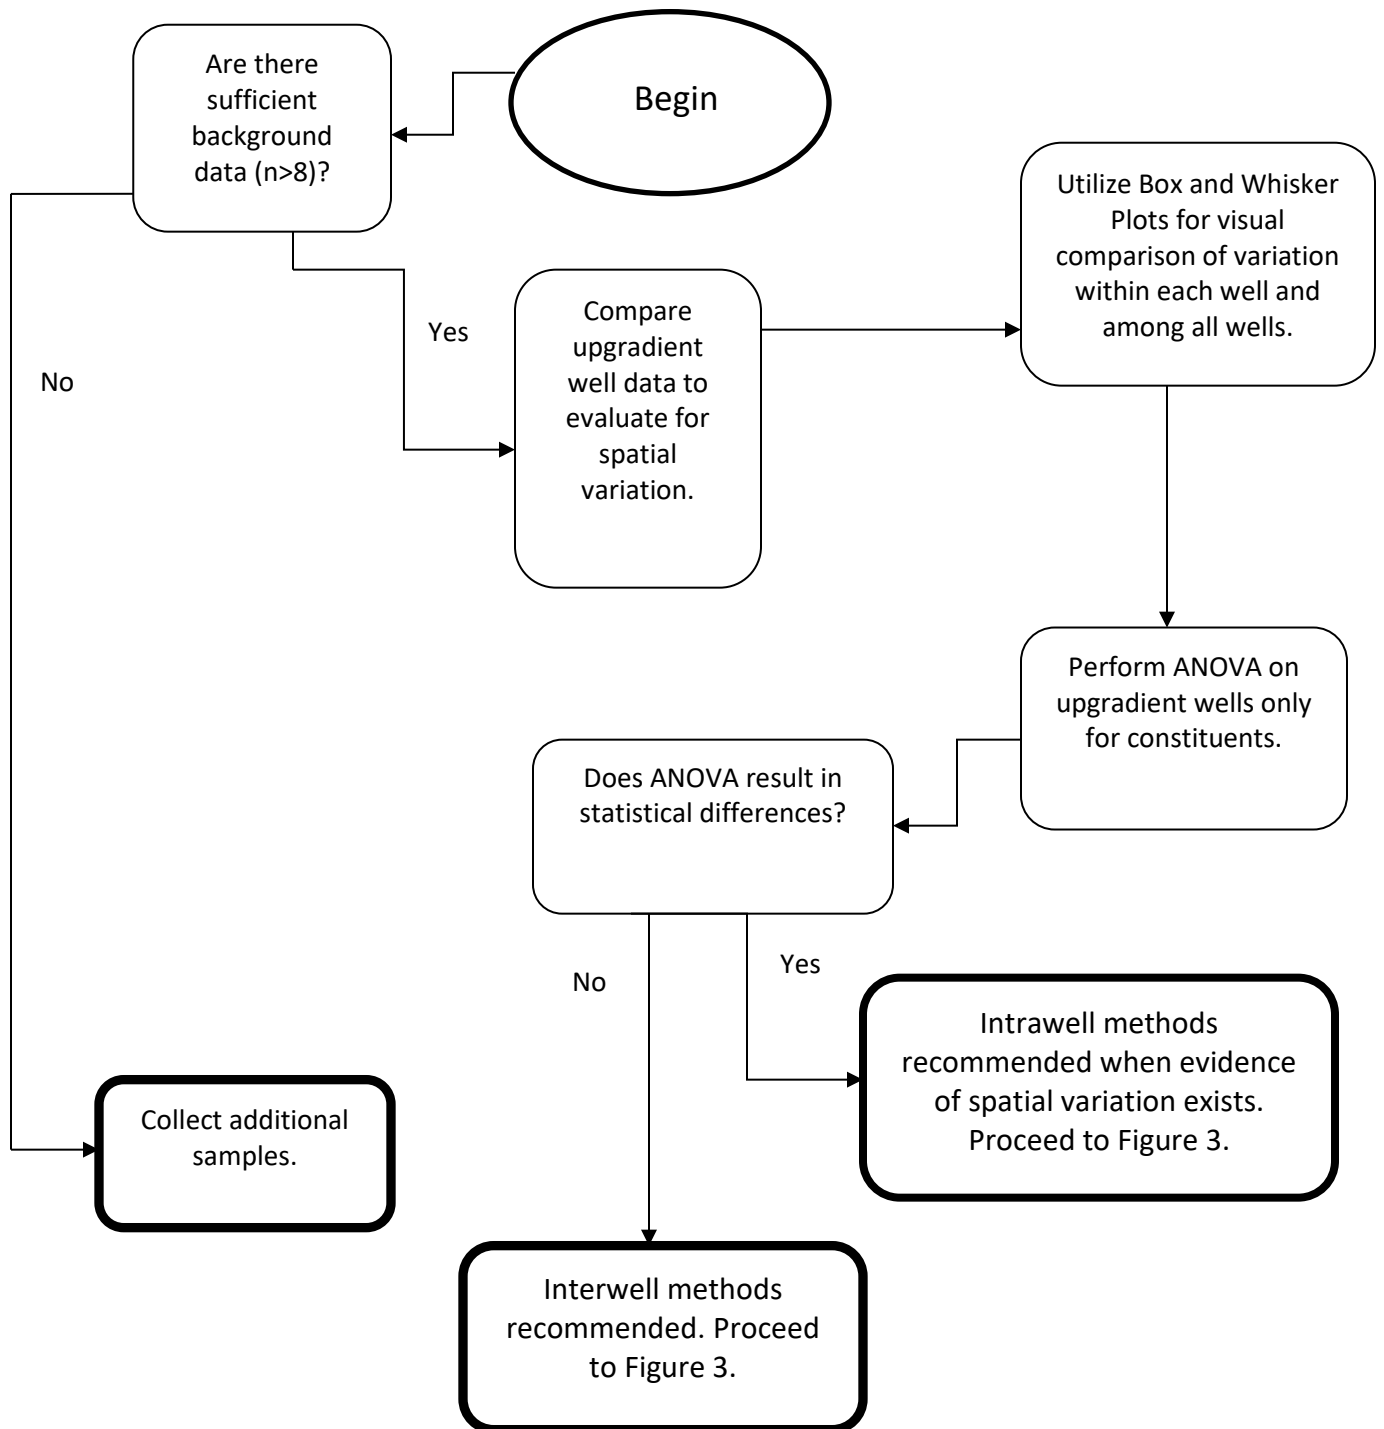 Begin
Are there
sufficient
background
data (n>8)?
Yes
No
Compare
upgradient
well data to
evaluate for
spatial
variation.
Utilize Box and Whisker
Plots for visual
comparison of variation
within each well and
among all wells.
Perform ANOVA on
upgradient wells only
for constituents.
Does ANOVA result in
statistical differences?
No
Yes
Intrawell methods
recommended when evidence
of spatial variation exists.
Proceed to Figure 3.
Collect additional
samples.
Interwell methods
recommended. Proceed
to Figure 3.